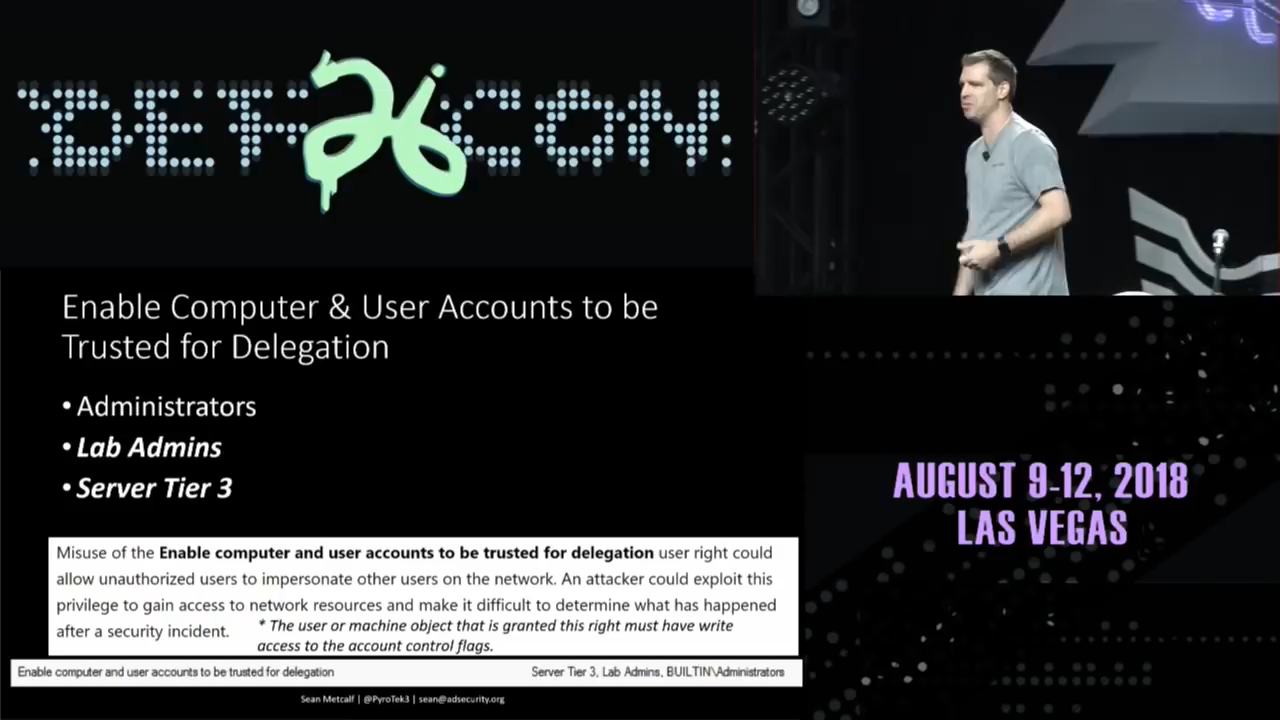 DEF 26 CON
Enable Computer & User Accounts to be
Trusted for Delegation
• Administrators
• Lab Admins
• Server Tier 3
Misuse of the Enable computer and user accounts to be trusted for delegation user right could
allow unauthorized users to impersonate other users on the network. An attacker could exploit this
privilege to gain access to network resources and make it difficult to determine what has happened
after a security incident.
* The user or machine object that is granted this right must have write
access to the account control flags.
Enable computer and user accounts to be trusted for delegation Server Tier 3, Lab Admins, BUILTIN\Administrators
Sean Metcalf | @PyroTek3 | sean@adsecurity.org
AUGUST 9-12, 2018
LAS VEGAS